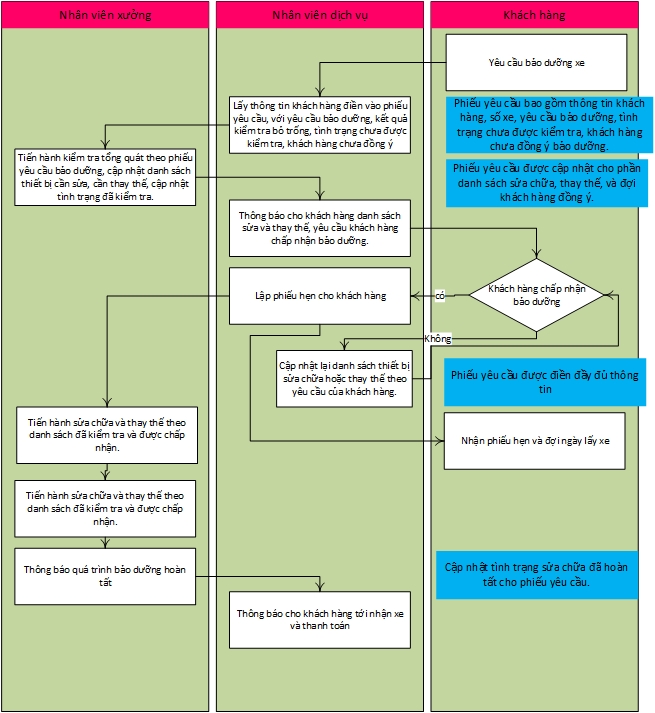 Nhân viên xưởng
Nhân viên dịch vụ
Khách hàng
Yêu cầu bảo dưỡng xe
Lấy thông tin khách hàng điền vào phiếu
yêu cầu, với yêu cầu bảo dưỡng, kết quả
kiểm tra bỏ trống, tình trạng chưa được
kiểm tra, khách hàng chưa đồng ý
Phiếu yêu cầu bao gồm thông tin khách
hàng, số xe, yêu cầu bảo dưỡng, tình
trạng chưa được kiểm tra, khách hàng
chưa đồng ý bảo dưỡng.
Tiến hành kiểm tra tổng quát theo phiếu
yêu cầu bảo dưỡng, cập nhật danh sách
thiết bị cần sửa, cần thay thế, cập nhật
tình trạng đã kiểm tra.
Phiếu yêu cầu được cập nhật cho phần
danh sách sửa chữa, thay thế, và đợi
khách hàng đồng ý.
Thông báo cho khách hàng danh sách
sửa và thay thế, yêu cầu khách hàng
chấp nhận bảo dưỡng.
Khách hàng chấp nhận
bảo dưỡng
Lập phiếu hẹn cho khách hàng
có
Không
Cập nhật lại danh sách thiết bị
sửa chữa hoặc thay thế theo
yêu cầu của khách hàng.
Phiếu yêu cầu được điền đầy đủ thông
tin
Tiến hành sửa chữa và thay thế theo
danh sách đã kiểm tra và được chấp
nhận.
Nhận phiếu hẹn và đợi ngày lấy xe
Tiến hành sửa chữa và thay thế theo
danh sách đã kiểm tra và được chấp
nhận.
Thông báo quá trình bảo dưỡng hoàn
tất
Cập nhật tình trạng sửa chữa đã hoàn
tất cho phiếu yêu cầu.
Thông báo cho khách hàng tới nhận xe
và thanh toán